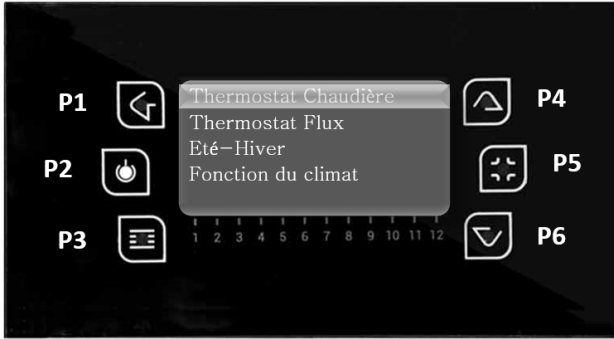 P1
P2
P3
Thermostat Chaudière
Thermostat Flux
Eté-Hiver
Fonction du climat
1 2 3 4 5 6 7 8 9 10 11 12
P4
P5
P6